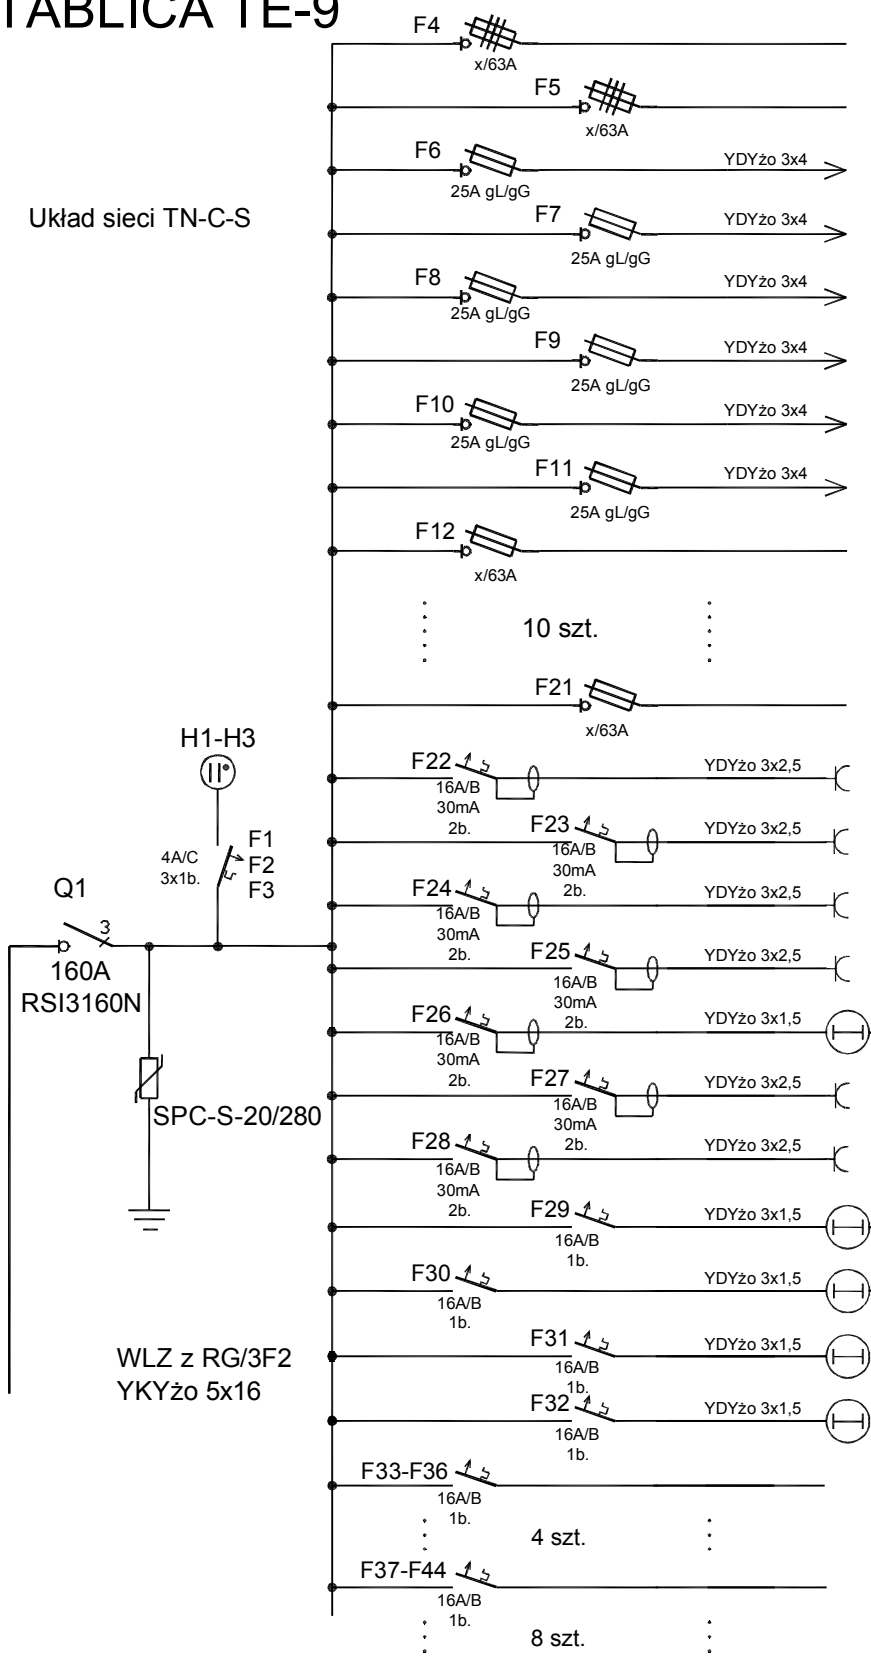 TABLICA TE-9
F4
x/63A
F5
x/63A
F6
25A gL/gG
YDYżo 3x4
Układ sieci TN-C-S
F7
25A gL/gG
YDYżo 3x4
F8
25A gL/gG
YDYżo 3x4
F9
25A gL/gG
YDYżo 3x4
F10
25A gL/gG
YDYżo 3x4
F11
25A gL/gG
YDYżo 3x4
F12
x/63A
10 szt.
F21
x/63A
H1-H3
F1
F2
F3
4A/C
3x1b.
Q1
3
160A
RSI3160N
SPC-S-20/280
WLZ z RG/3F2
YKYżo 5x16
F22
16A/B
30mA
2b.
YDYżo 3x2,5
F23
16A/B
30mA
2b.
YDYżo 3x2,5
F24
16A/B
30mA
2b.
YDYżo 3x2,5
F25
16A/B
30mA
2b.
YDYżo 3x2,5
F26
16A/B
30mA
2b.
YDYżo 3x1,5
F27
16A/B
30mA
2b.
YDYżo 3x2,5
F28
16A/B
30mA
2b.
YDYżo 3x2,5
F29
16A/B
1b.
YDYżo 3x1,5
F30
16A/B
1b.
YDYżo 3x1,5
F31
16A/B
1b.
YDYżo 3x1,5
F32
16A/B
1b.
YDYżo 3x1,5
F33-F36
16A/B
1b.
4 szt.
F37-F44
16A/B
1b.
8 szt.